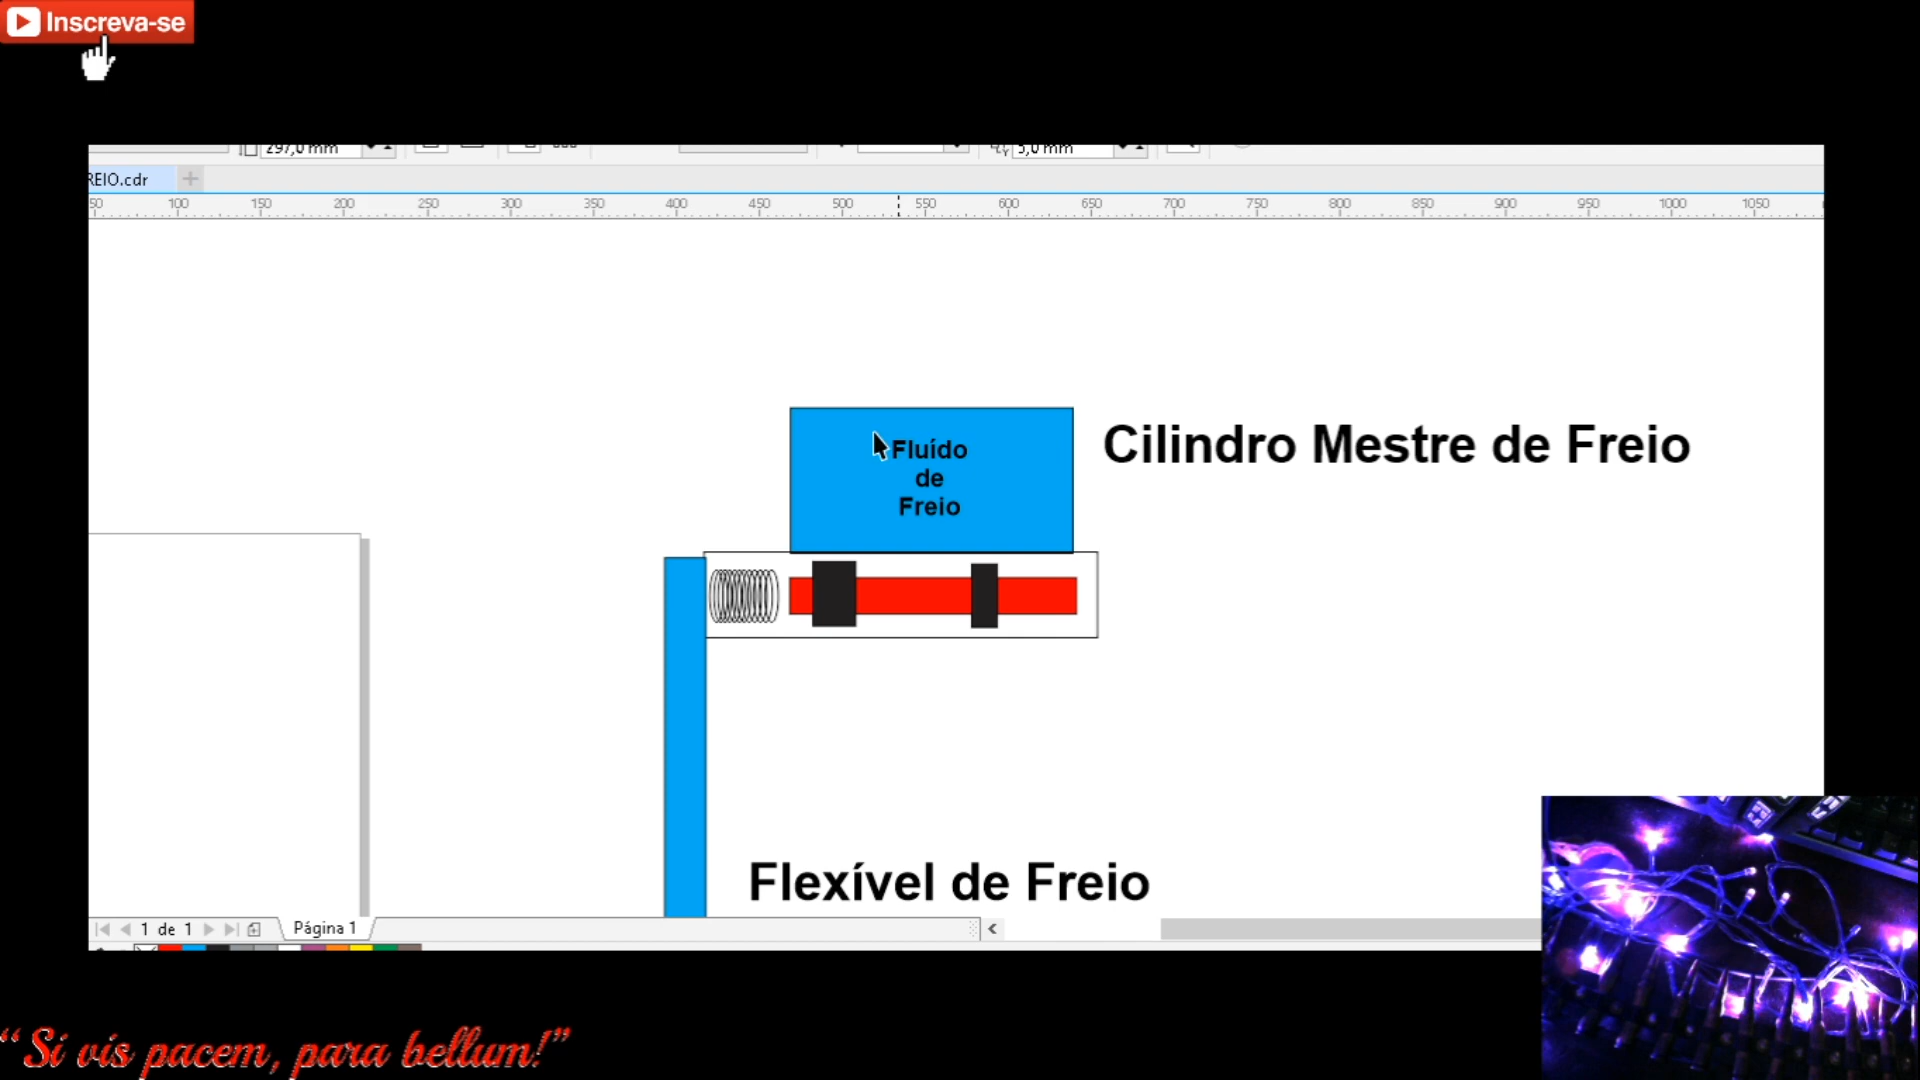 Inscreva-se
297,0 mm
5,0 mm
REIO.cdr
50 100 150 200 250 300 350 400 450 500 550 600 650 700 750 800 850 900 950 1000 1050
Fluído
de
Freio
Cilindro Mestre de Freio
Flexível de Freio
1 de 1
Página 1
“Si vis pacem, para bellum!”